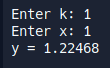 Enter k: 1
Enter x: 1
y = 1.22468